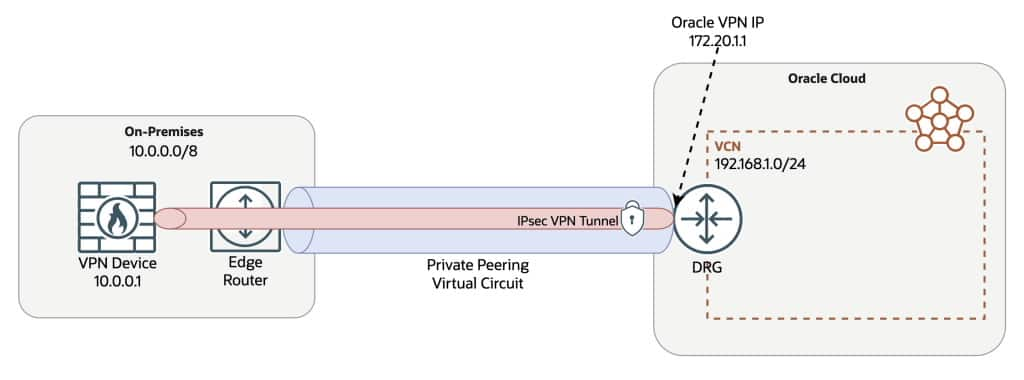 Oracle VPN IP
172.20.1.1
Oracle Cloud
On-Premises
10.0.0.0/8
VCN
192.168.1.0/24
IPsec VPN Tunnel
VPN Device
10.0.0.1
Edge
Router
Private Peering
Virtual Circuit
DRG